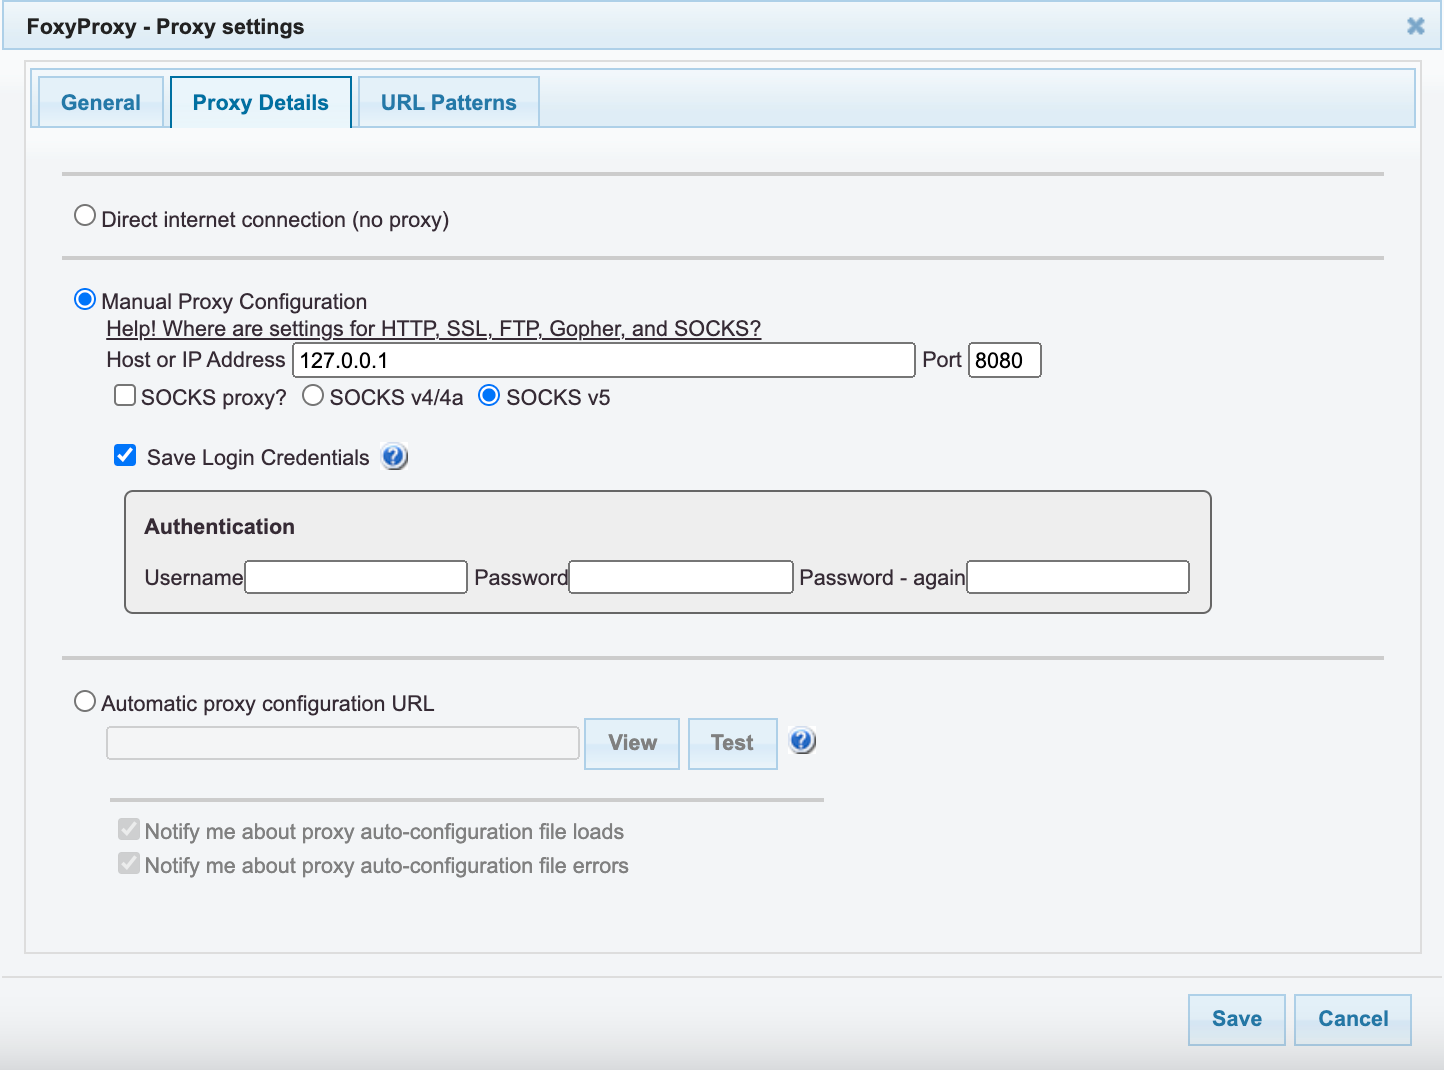 FoxyProxy - Proxy settings
General Proxy Details URL Patterns
Direct internet connection (no proxy)
Manual Proxy Configuration
Help! Where are settings for HTTP, SSL, FTP, Gopher, and SOCKS?
Host or IP Address 127.0.0.1 Port 8080
SOCKS proxy? SOCKS v4/4a SOCKS v5
Save Login Credentials ?
Authentication
Username Password Password - again
Automatic proxy configuration URL
View Test ?
Notify me about proxy auto-configuration file loads
Notify me about proxy auto-configuration file errors
Save Cancel